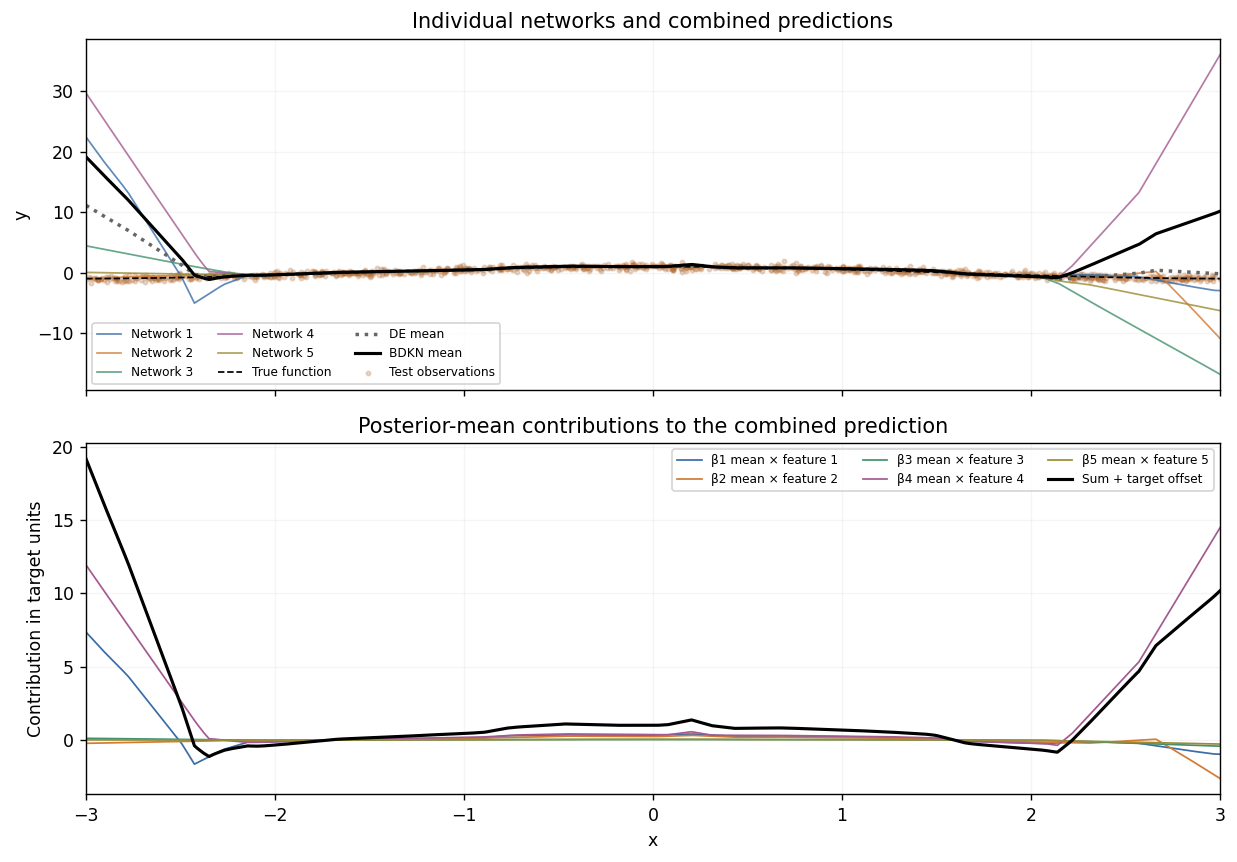 Individual networks and combined predictions
30
20
10
0
−10
y
Network 1 Network 4 DE mean
Network 2 Network 5 BDKN mean
Network 3 True function Test observations
Posterior-mean contributions to the combined prediction
20
15
10
5
0
Contribution in target units
β1 mean × feature 1 β3 mean × feature 3 β5 mean × feature 5
β2 mean × feature 2 β4 mean × feature 4 Sum + target offset
−3 −2 −1 0 1 2 3
x